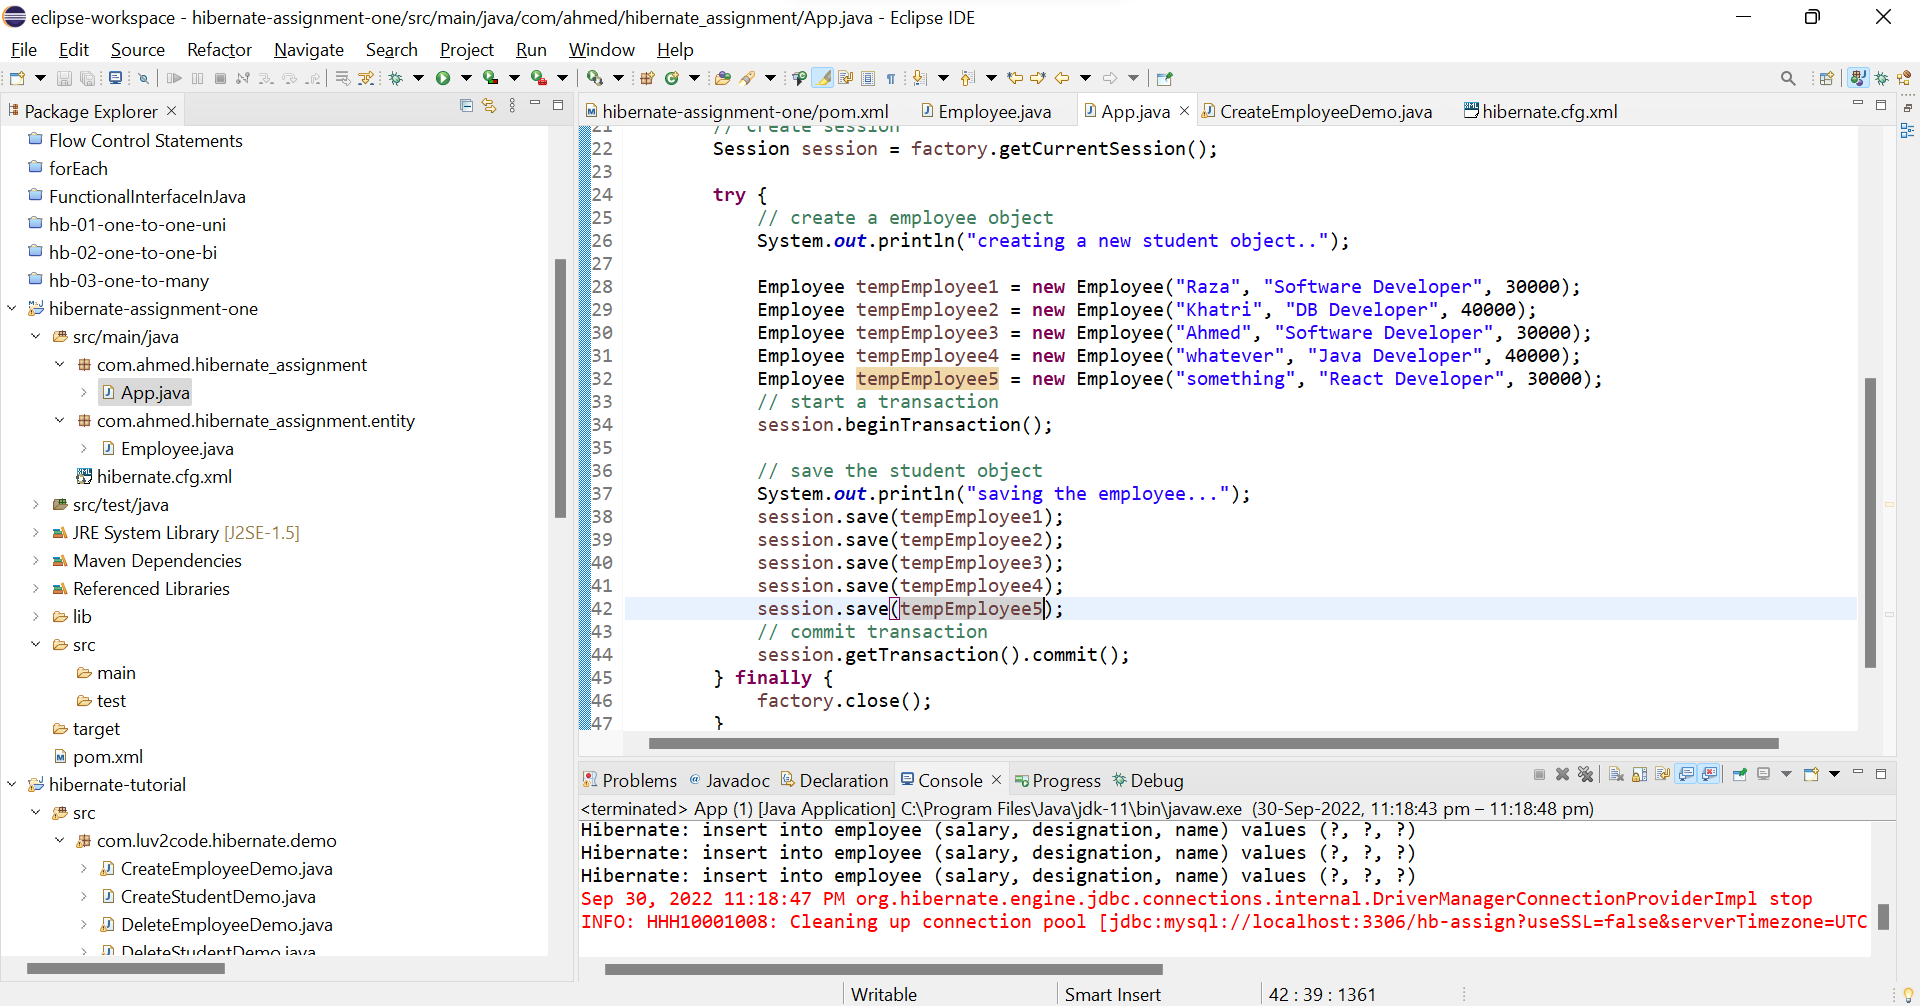 eclipse-workspace - hibernate-assignment-one/src/main/java/com/ahmed/hibernate_assignment/App.java - Eclipse IDE
File Edit Source Refactor Navigate Search Project Run Window Help
Package Explorer
Flow Control Statements
forEach
FunctionalInterfaceInJava
hb-01-one-to-one-uni
hb-02-one-to-one-bi
hb-03-one-to-many
hibernate-assignment-one
src/main/java
com.ahmed.hibernate_assignment
App.java
com.ahmed.hibernate_assignment.entity
Employee.java
hibernate.cfg.xml
src/test/java
JRE System Library [J2SE-1.5]
Maven Dependencies
Referenced Libraries
lib
src
main
test
target
pom.xml
hibernate-tutorial
src
com.luv2code.hibernate.demo
CreateEmployeeDemo.java
CreateStudentDemo.java
DeleteEmployeeDemo.java
DeleteStudentDemo.java
hibernate-assignment-one/pom.xml Employee.java App.java CreateEmployeeDemo.java hibernate.cfg.xml
21 // create session
22 Session session = factory.getCurrentSession();
23
24 try {
25 // create a employee object
26 System.out.println("creating a new student object..");
27
28 Employee tempEmployee1 = new Employee("Raza", "Software Developer", 30000);
29 Employee tempEmployee2 = new Employee("Khatri", "DB Developer", 40000);
30 Employee tempEmployee3 = new Employee("Ahmed", "Software Developer", 30000);
31 Employee tempEmployee4 = new Employee("whatever", "Java Developer", 40000);
32 Employee tempEmployee5 = new Employee("something", "React Developer", 30000);
33 // start a transaction
34 session.beginTransaction();
35
36 // save the student object
37 System.out.println("saving the employee...");
38 session.save(tempEmployee1);
39 session.save(tempEmployee2);
40 session.save(tempEmployee3);
41 session.save(tempEmployee4);
42 session.save(tempEmployee5);
43 // commit transaction
44 session.getTransaction().commit();
45 } finally {
46 factory.close();
47 }
Problems Javadoc Declaration Console Progress Debug
<terminated> App (1) [Java Application] C:\Program Files\Java\jdk-11\bin\javaw.exe (30-Sep-2022, 11:18:43 pm – 11:18:48 pm)
Hibernate: insert into employee (salary, designation, name) values (?, ?, ?)
Hibernate: insert into employee (salary, designation, name) values (?, ?, ?)
Hibernate: insert into employee (salary, designation, name) values (?, ?, ?)
Sep 30, 2022 11:18:47 PM org.hibernate.engine.jdbc.connections.internal.DriverManagerConnectionProviderImpl stop
INFO: HHH10001008: Cleaning up connection pool [jdbc:mysql://localhost:3306/hb-assign?useSSL=false&serverTimezone=UTC
Writable Smart Insert 42 : 39 : 1361